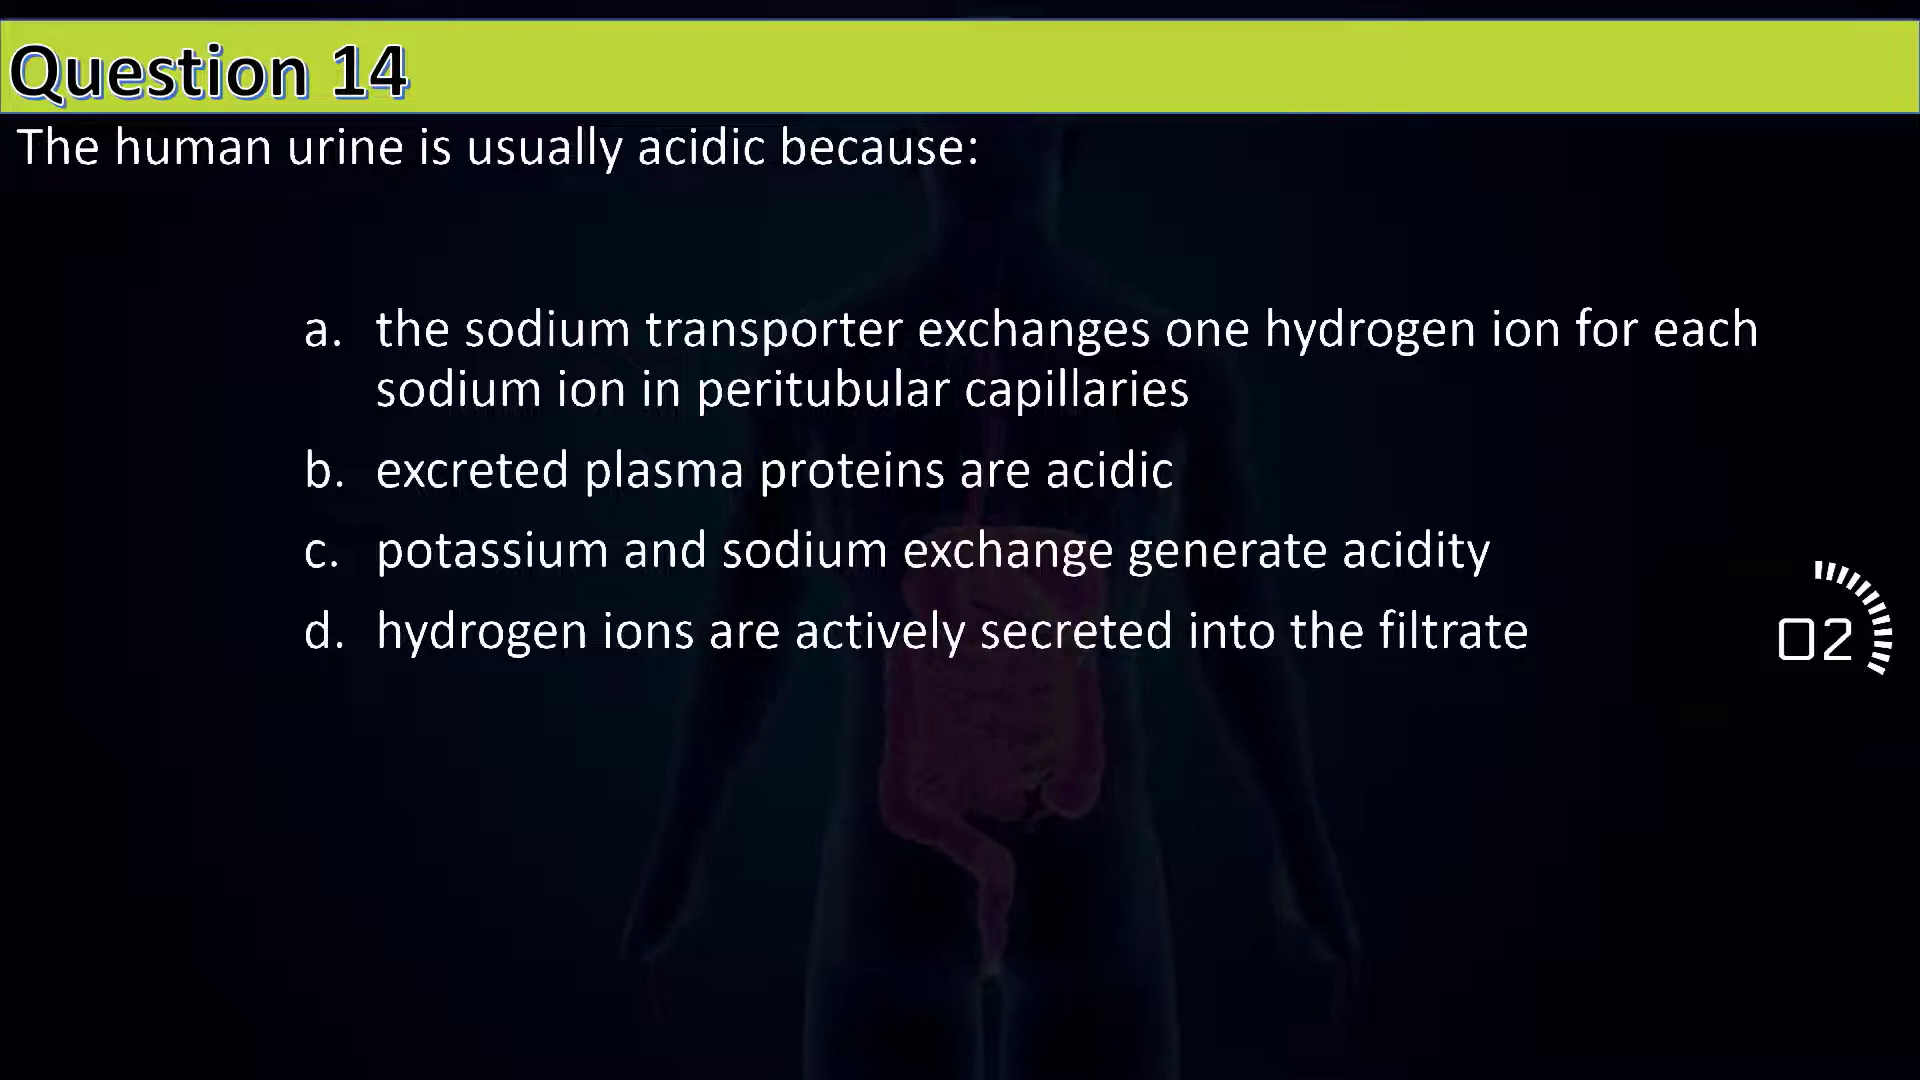 Question 14
The human urine is usually acidic because:
a. the sodium transporter exchanges one hydrogen ion for each
sodium ion in peritubular capillaries
b. excreted plasma proteins are acidic
c. potassium and sodium exchange generate acidity
d. hydrogen ions are actively secreted into the filtrate
02